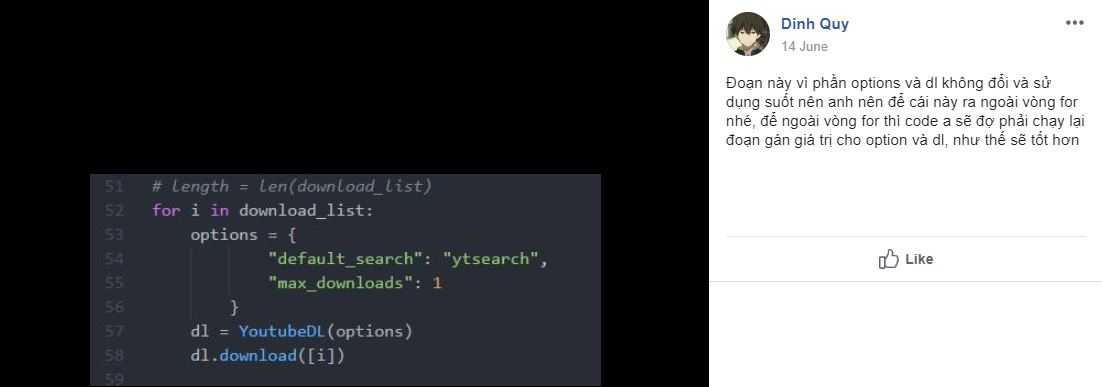 51 # length = len(download_list)
52 for i in download_list:
53 options = {
54 "default_search": "ytsearch",
55 "max_downloads": 1
56 }
57 dl = YoutubeDL(options)
58 dl.download([i])
59
Dinh Quy
14 June
Đoạn này vì phần options và dl không đổi và sử
dụng suốt nên anh nên để cái này ra ngoài vòng for
nhé, để ngoài vòng for thì code a sẽ đợ phải chạy lại
đoạn gán giá trị cho option và dl, như thế sẽ tốt hơn
Like